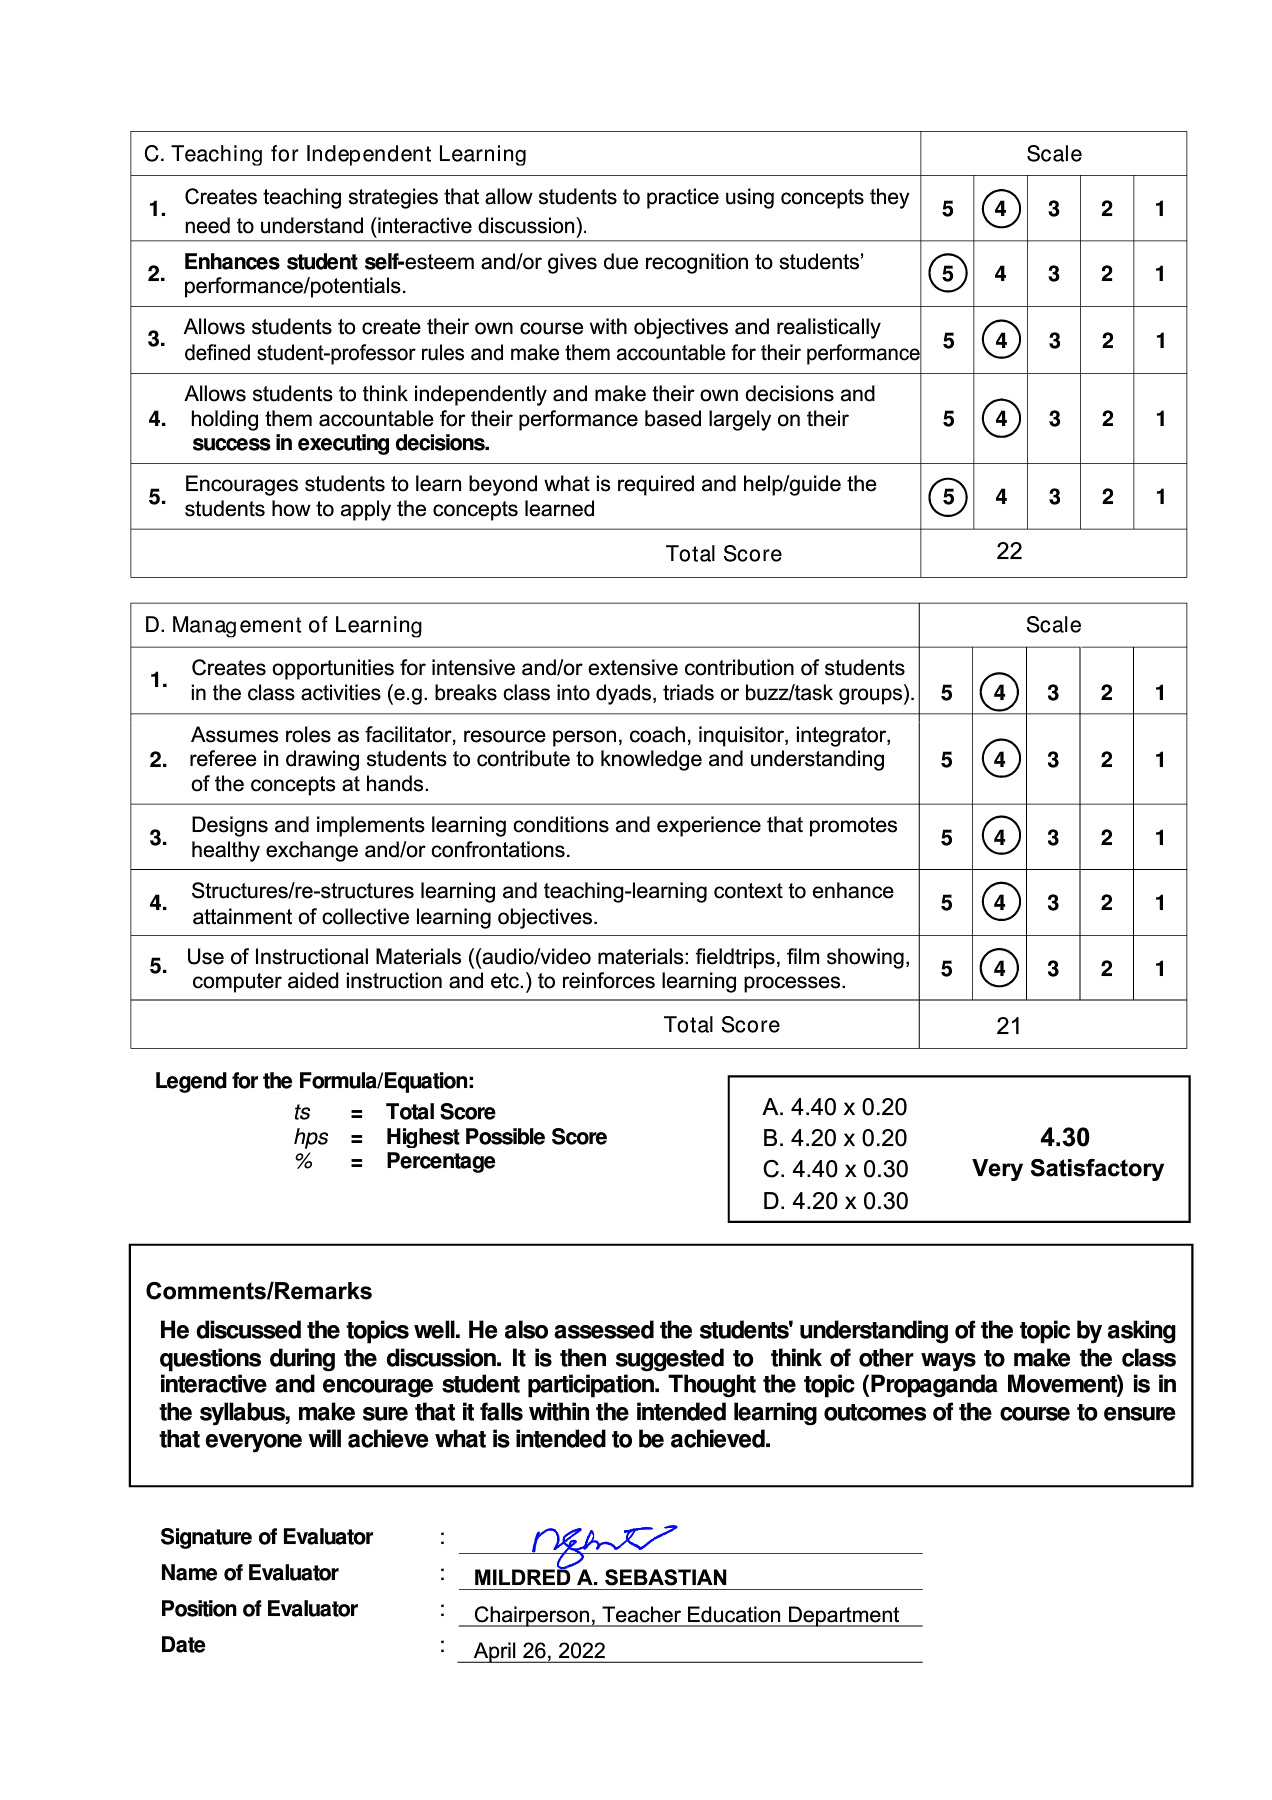 C. Teaching for Independent Learning Scale
1. Creates teaching strategies that allow students to practice using concepts they need to understand (interactive discussion). 5 4 3 2 1
2. Enhances student self-esteem and/or gives due recognition to students’ performance/potentials. 5 4 3 2 1
3. Allows students to create their own course with objectives and realistically defined student-professor rules and make them accountable for their performance 5 4 3 2 1
4. Allows students to think independently and make their own decisions and holding them accountable for their performance based largely on their success in executing decisions. 5 4 3 2 1
5. Encourages students to learn beyond what is required and help/guide the students how to apply the concepts learned 5 4 3 2 1
Total Score 22
D. Management of Learning Scale
1. Creates opportunities for intensive and/or extensive contribution of students in the class activities (e.g. breaks class into dyads, triads or buzz/task groups). 5 4 3 2 1
2. Assumes roles as facilitator, resource person, coach, inquisitor, integrator, referee in drawing students to contribute to knowledge and understanding of the concepts at hands. 5 4 3 2 1
3. Designs and implements learning conditions and experience that promotes healthy exchange and/or confrontations. 5 4 3 2 1
4. Structures/re-structures learning and teaching-learning context to enhance attainment of collective learning objectives. 5 4 3 2 1
5. Use of Instructional Materials ((audio/video materials: fieldtrips, film showing, computer aided instruction and etc.) to reinforces learning processes. 5 4 3 2 1
Total Score 21
Legend for the Formula/Equation:
ts = Total Score
hps = Highest Possible Score
% = Percentage
A. 4.40 x 0.20
B. 4.20 x 0.20
C. 4.40 x 0.30
D. 4.20 x 0.30
4.30
Very Satisfactory
Comments/Remarks
He discussed the topics well. He also assessed the students' understanding of the topic by asking
questions during the discussion. It is then suggested to think of other ways to make the class
interactive and encourage student participation. Thought the topic (Propaganda Movement) is in
the syllabus, make sure that it falls within the intended learning outcomes of the course to ensure
that everyone will achieve what is intended to be achieved.
Signature of Evaluator :
Name of Evaluator : MILDRED A. SEBASTIAN
Position of Evaluator : Chairperson, Teacher Education Department
Date : April 26, 2022